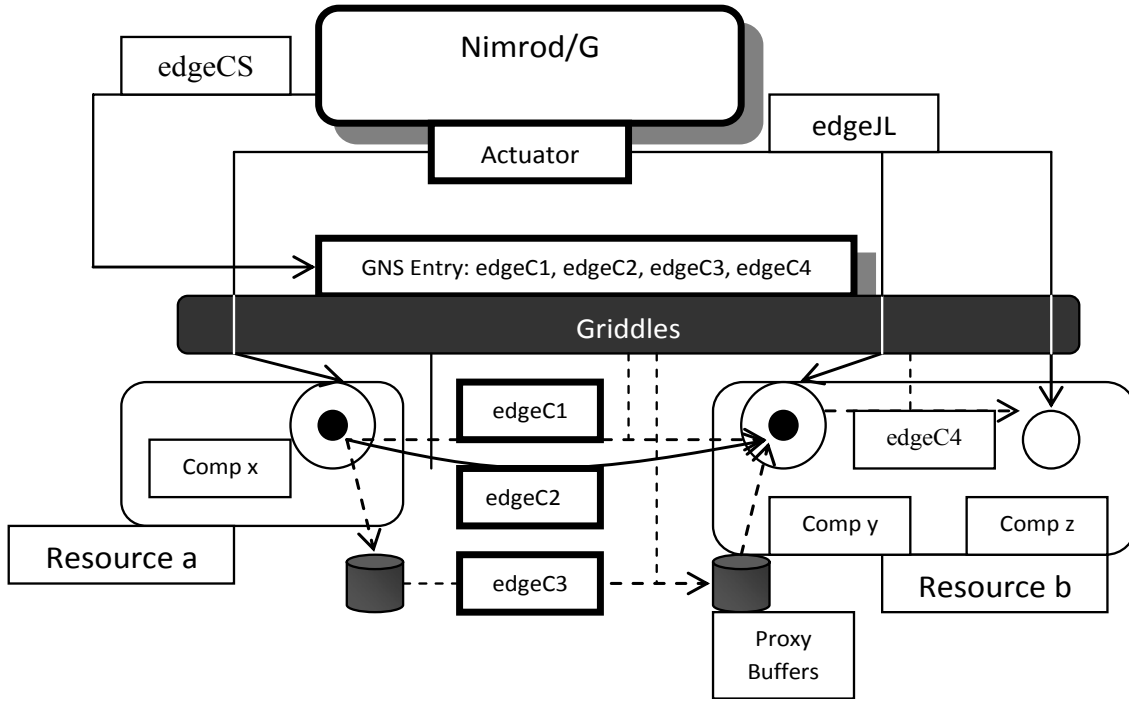 Nimrod/G
edgeCS
edgeJL
Actuator
GNS Entry: edgeC1, edgeC2, edgeC3, edgeC4
Griddles
edgeC1
edgeC4
Comp x
edgeC2
Comp y
Comp z
Resource a
edgeC3
Resource b
Proxy
Buffers